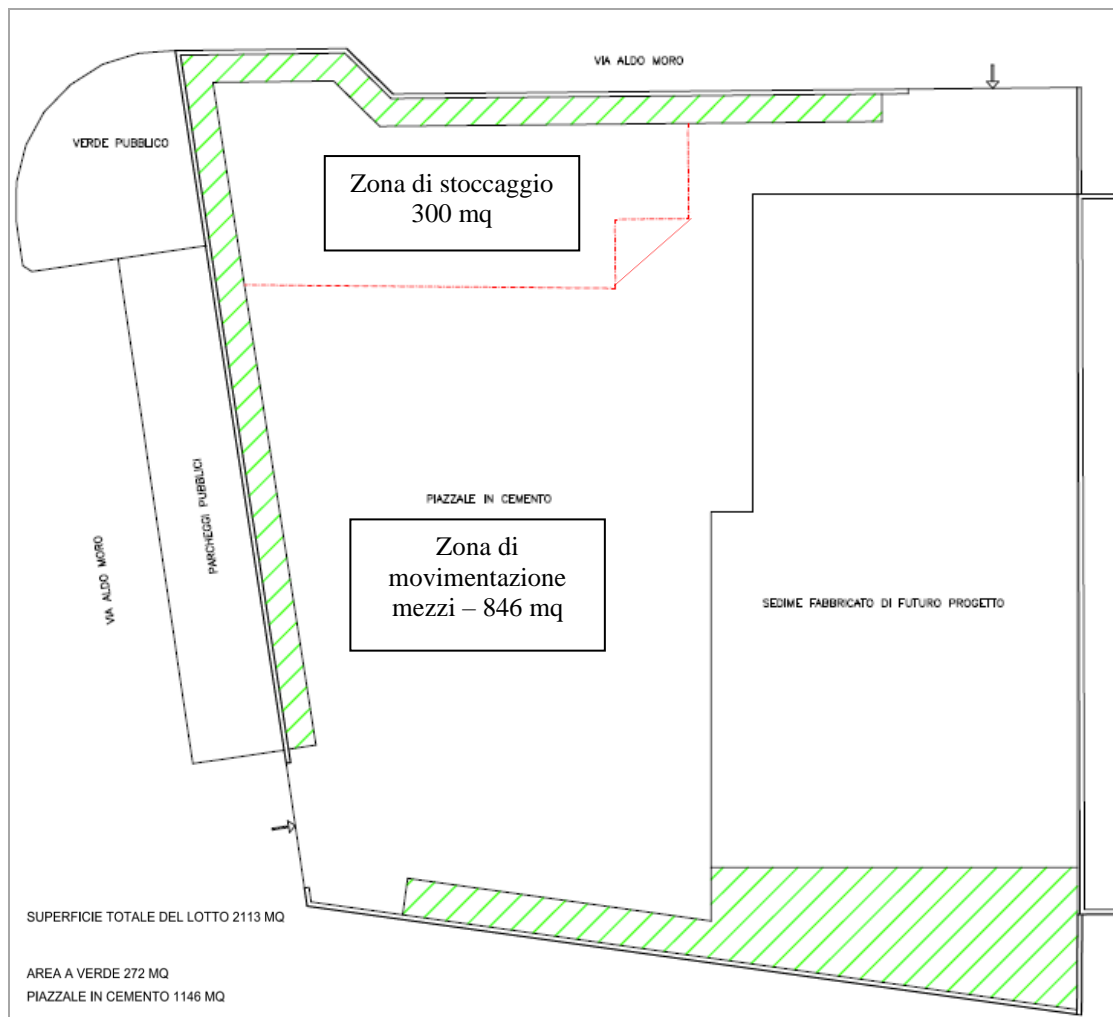 VIA ALDO MORO
VERDE PUBBLICO
Zona di stoccaggio
300 mq
PARCHEGGI PUBBLICI
VIA ALDO MORO
PIAZZALE IN CEMENTO
Zona di
movimentazione
mezzi – 846 mq
SEDIME FABBRICATO DI FUTURO PROGETTO
SUPERFICIE TOTALE DEL LOTTO 2113 MQ
AREA A VERDE 272 MQ
PIAZZALE IN CEMENTO 1146 MQ